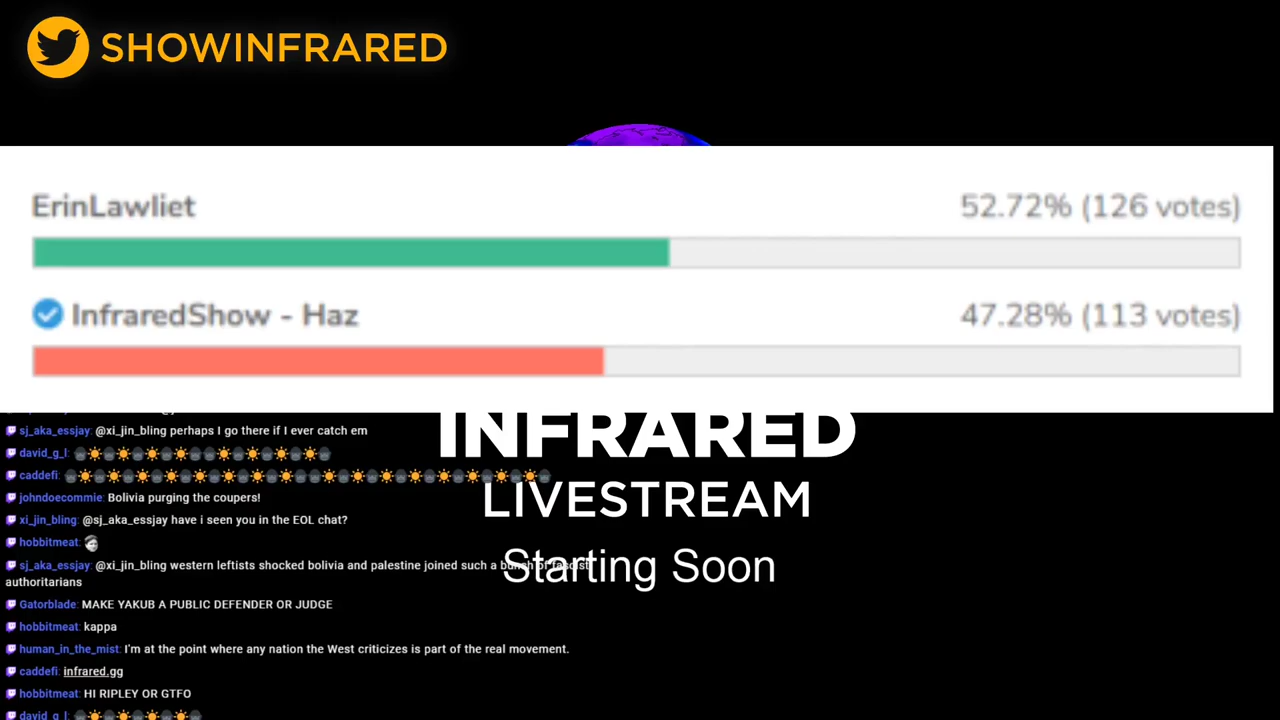 SHOWINFRARED
ErinLawliet 52.72% (126 votes)
InfraredShow - Haz 47.28% (113 votes)
INFRARED
LIVESTREAM
Starting Soon
sj_aka_essjay: @xi_jin_bling perhaps I go there if I ever catch em
david_g_l:
caddefi:
johndoecommie: Bolivia purging the coupers!
xi_jin_bling: @sj_aka_essjay have i seen you in the EOL chat?
hobbitmeat:
sj_aka_essjay: @xi_jin_bling western leftists shocked bolivia and palestine joined such a bunch of fascist
authoritarians
Gatorblade: MAKE YAKUB A PUBLIC DEFENDER OR JUDGE
hobbitmeat: kappa
human_in_the_mist: I'm at the point where any nation the West criticizes is part of the real movement.
caddefi: infrared.gg
hobbitmeat: HI RIPLEY OR GTFO
david_g_l: